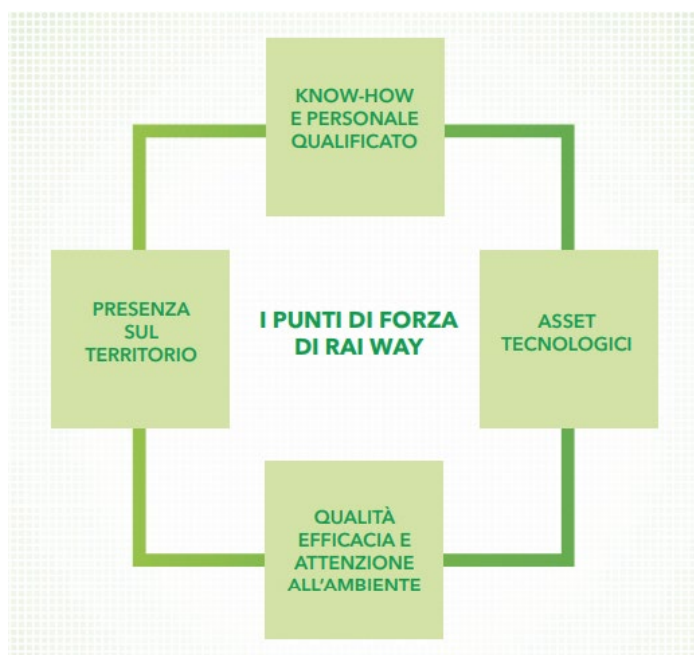 KNOW-HOW
E PERSONALE
QUALIFICATO
PRESENZA
SUL
TERRITORIO
I PUNTI DI FORZA
DI RAI WAY
ASSET
TECNOLOGICI
QUALITÀ
EFFICACIA E
ATTENZIONE
ALL'AMBIENTE